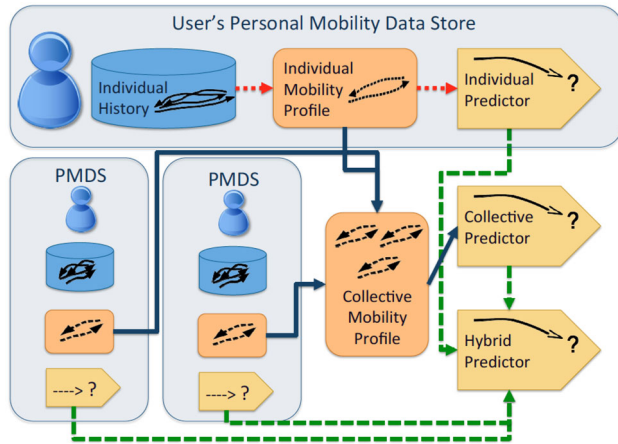 User's Personal Mobility Data Store
Individual
History
Individual
Mobility
Profile
?
Individual
Predictor
PMDS
PMDS
?
Collective
Predictor
Collective
Mobility
Profile
?
Hybrid
Predictor
----> ?
----> ?